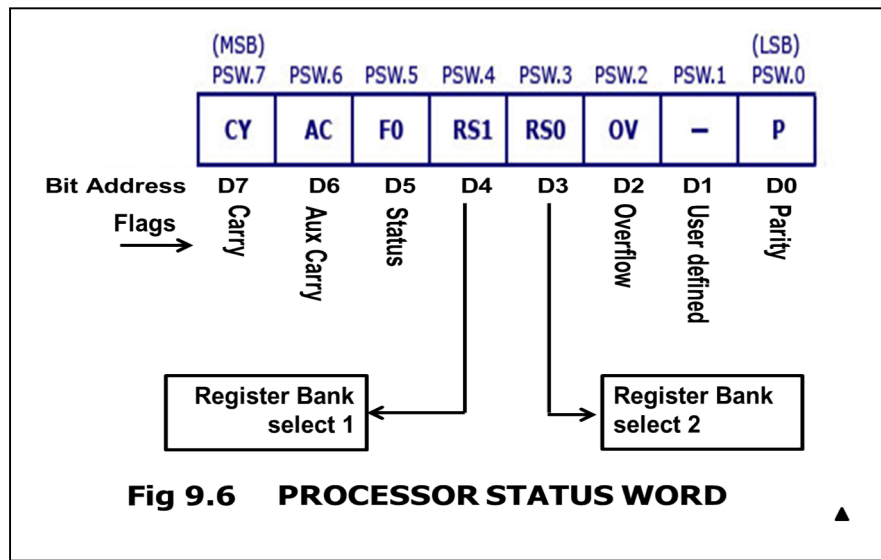 (MSB) (LSB)
PSW.7 PSW.6 PSW.5 PSW.4 PSW.3 PSW.2 PSW.1 PSW.0
CY AC F0 RS1 RS0 OV – P
Bit Address D7 D6 D5 D4 D3 D2 D1 D0
Flags
Carry
Aux Carry
Status
Overflow
User defined
Parity
Register Bank
select 1
Register Bank
select 2
Fig 9.6 PROCESSOR STATUS WORD